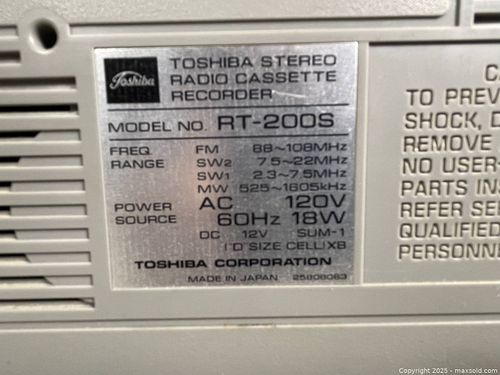 Toshiba
TOSHIBA STEREO
RADIO CASSETTE
RECORDER
MODEL NO. RT-200S
FREQ. FM 88~108MHz
RANGE SW2 7.5~22MHz
SW1 2.3~7.5MHz
MW 525~1605kHz
POWER AC 120V
SOURCE 60Hz 18W
DC 12V SUM-1
("D" SIZE CELL)X8
TOSHIBA CORPORATION
MADE IN JAPAN
C
TO PREV
SHOCK, D
REMOVE
NO USER-
PARTS IN
REFER SE
QUALIFIED
PERSONNE
Copyright 2025 - maxsold.com